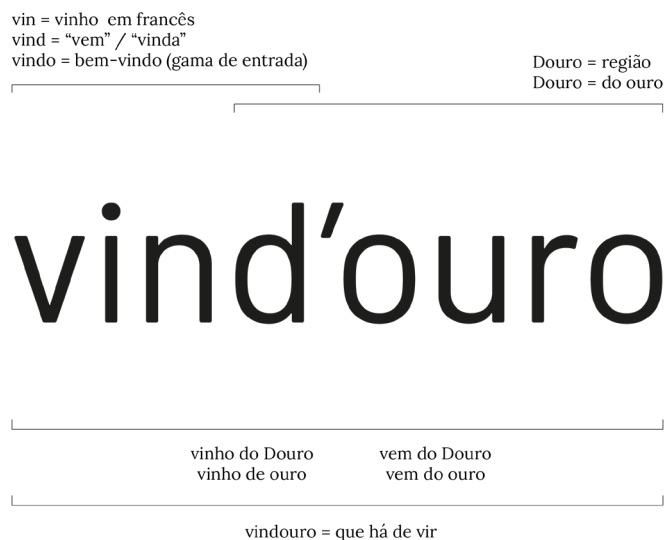 vin = vinho em francês
vind = “vem” / “vinda”
vindo = bem-vindo (gama de entrada)
Douro = região
Douro = do ouro
vind’ouro
vinho do Douro
vinho de ouro
vem do Douro
vem do ouro
vindouro = que há de vir